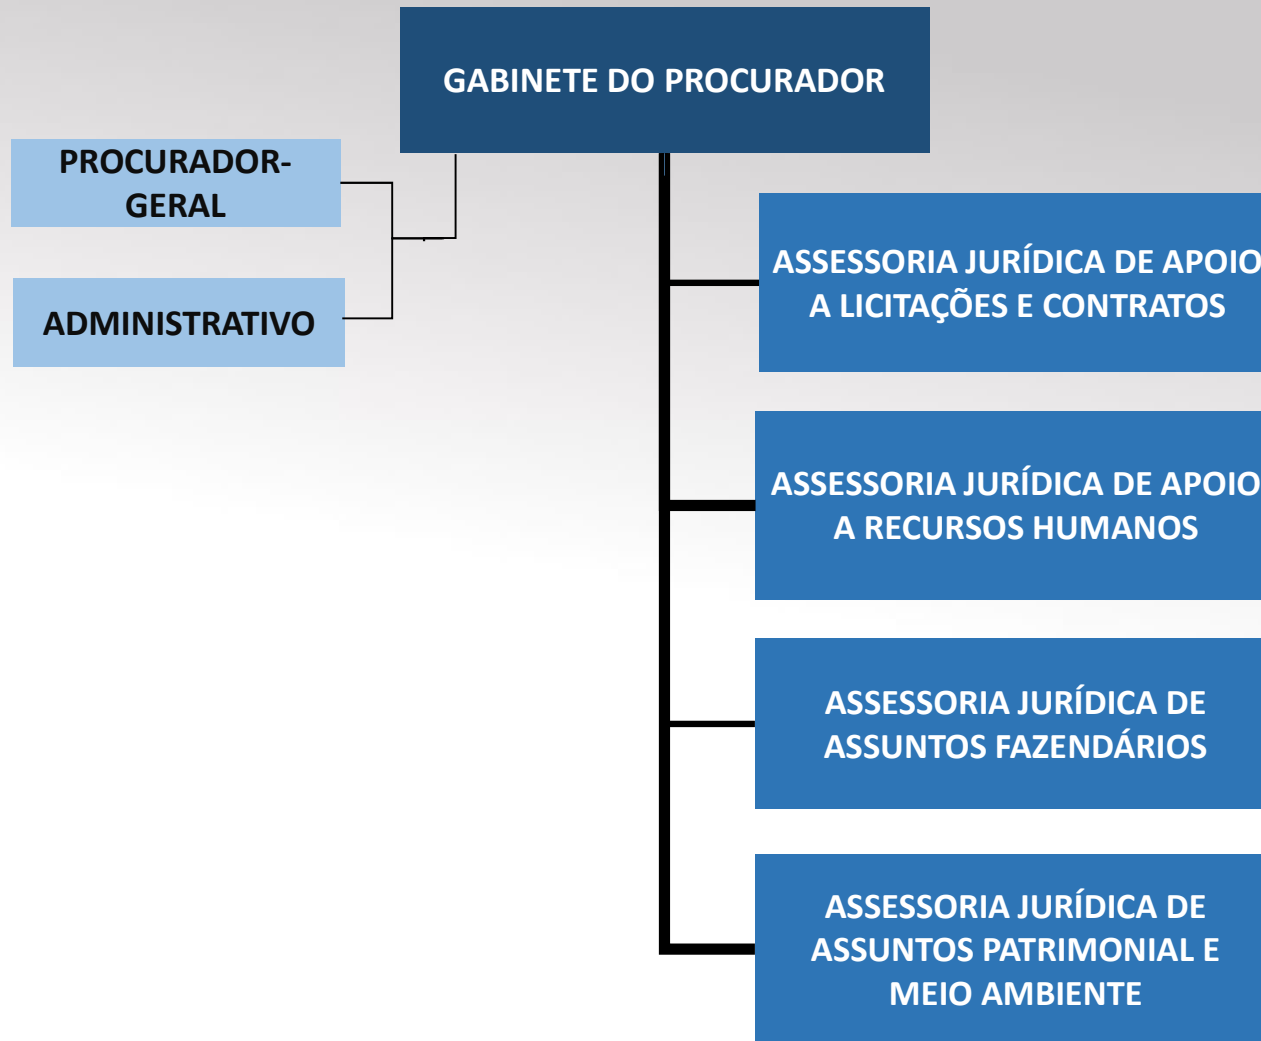 GABINETE DO PROCURADOR
PROCURADOR-
GERAL
ADMINISTRATIVO
ASSESSORIA JURÍDICA DE APOIO
A LICITAÇÕES E CONTRATOS
ASSESSORIA JURÍDICA DE APOIO
A RECURSOS HUMANOS
ASSESSORIA JURÍDICA DE
ASSUNTOS FAZENDÁRIOS
ASSESSORIA JURÍDICA DE
ASSUNTOS PATRIMONIAL E
MEIO AMBIENTE